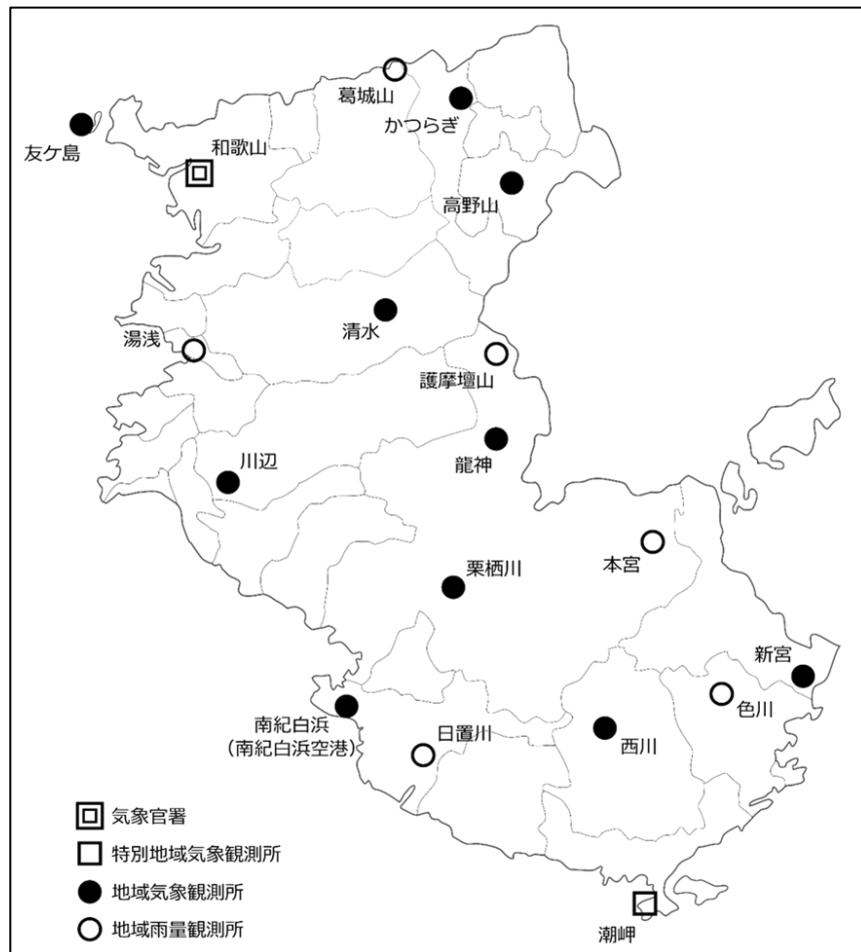 葛城山
かつらぎ
友ケ島
和歌山
高野山
清水
湯浅
護摩壇山
龍神
川辺
本宮
栗栖川
新宮
色川
南紀白浜
（南紀白浜空港）
日置川
西川
気象官署
特別地域気象観測所
地域気象観測所
地域雨量観測所
潮岬